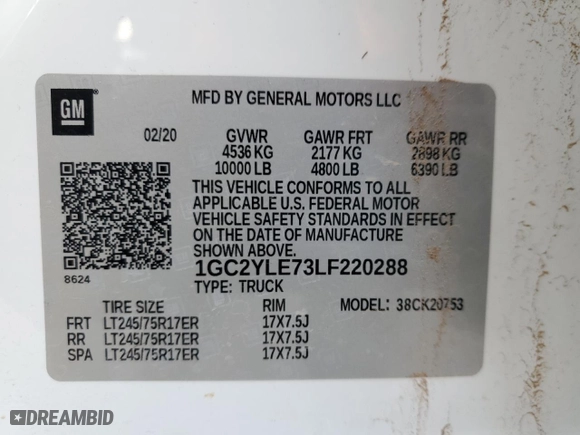 GM
MFD BY GENERAL MOTORS LLC
02/20 GVWR GAWR FRT GAWR RR
4536 KG 2177 KG 2898 KG
10000 LB 4800 LB 6390 LB
THIS VEHICLE CONFORMS TO ALL
APPLICABLE U.S. FEDERAL MOTOR
VEHICLE SAFETY STANDARDS IN EFFECT
ON THE DATE OF MANUFACTURE
SHOWN ABOVE.
8624
1GC2YLE73LF220288
TYPE: TRUCK
TIRE SIZE RIM MODEL: 38CK20753
FRT LT245/75R17ER 17X7.5J
RR LT245/75R17ER 17X7.5J
SPA LT245/75R17ER 17X7.5J
DREAMBID